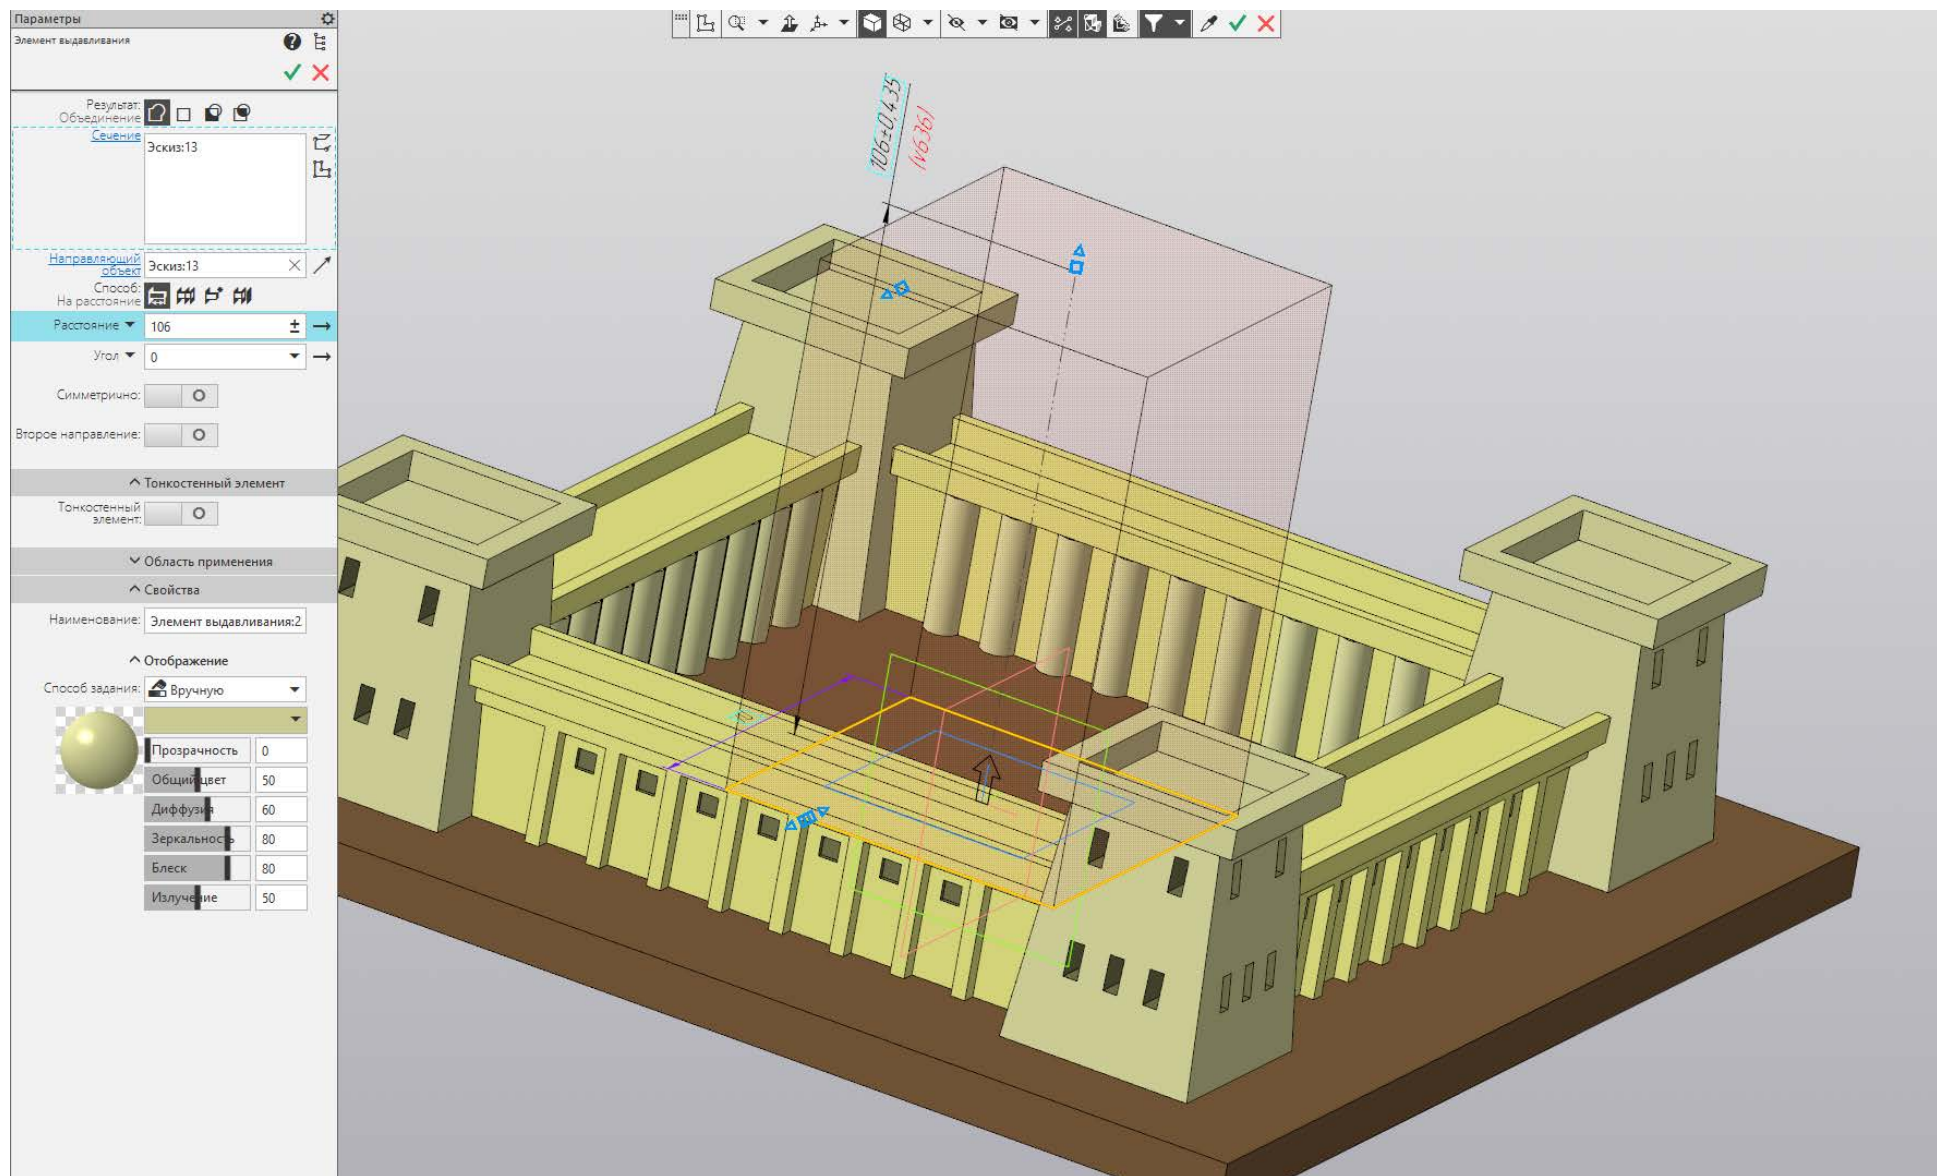 Параметры
Элемент выдавливания
Результат:
Объединение
Сечение
Эскиз:13
Направляющий
объект
Эскиз:13
Способ:
На расстояние
Расстояние
106
Угол
0
Симметрично:
Второе направление:
Тонкостенный элемент
Тонкостенный
элемент:
Область применения
Свойства
Наименование:
Элемент выдавливания:2
Отображение
Способ задания:
Вручную
Прозрачность
0
Общий цвет
50
Диффузия
60
Зеркальность
80
Блеск
80
Излучение
50
106±0,435
(v636)